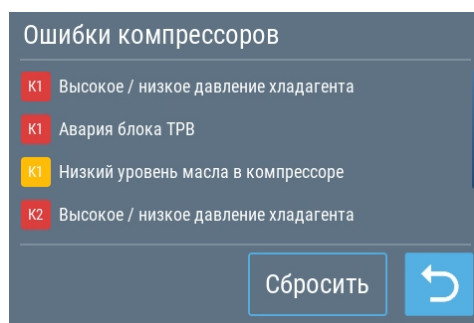 Ошибки компрессоров
K1 Высокое / низкое давление хладагента
K1 Авария блока ТРВ
K1 Низкий уровень масла в компрессоре
K2 Высокое / низкое давление хладагента
Сбросить